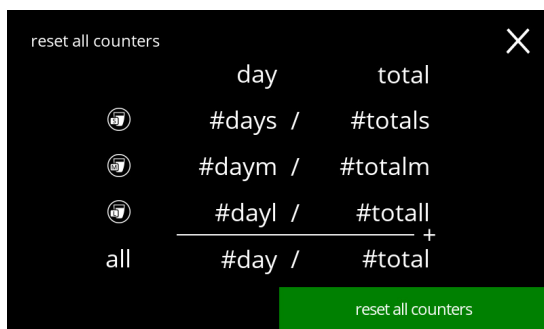 reset all counters
day total
S #days / #totals
M #daym / #totalm
L #dayl / #totall
+
all #day / #total
reset all counters